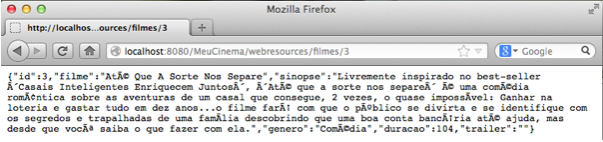 Mozilla Firefox
http://localhos...ources/filmes/3
localhost:8080/MeuCinema/webresources/filmes/3
Google
{"id":3,"filme":"AtÃ© Que A Sorte Nos Separe","sinopse":"Livremente inspirado no best-seller
Â´Casais Inteligentes Enriquecem JuntosÂ´, Â´AtÃ© que a sorte nos separeÂ´ Ã© uma comÃ©dia
romÃ¢ntica sobre as aventuras de um casal que consegue, 2 vezes, o quase impossÃ­vel: Ganhar na
loteria e gastar tudo em dez anos...o filme farÃ¡ com que o pÃºblico se divirta e se identifique com
os segredos e trapalhadas de uma famÃ­lia descobrindo que uma boa conta bancÃ¡ria atÃ© ajuda, mas
desde que vocÃª saiba o que fazer com ela.","genero":"ComÃ©dia","duracao":104,"trailer":""}